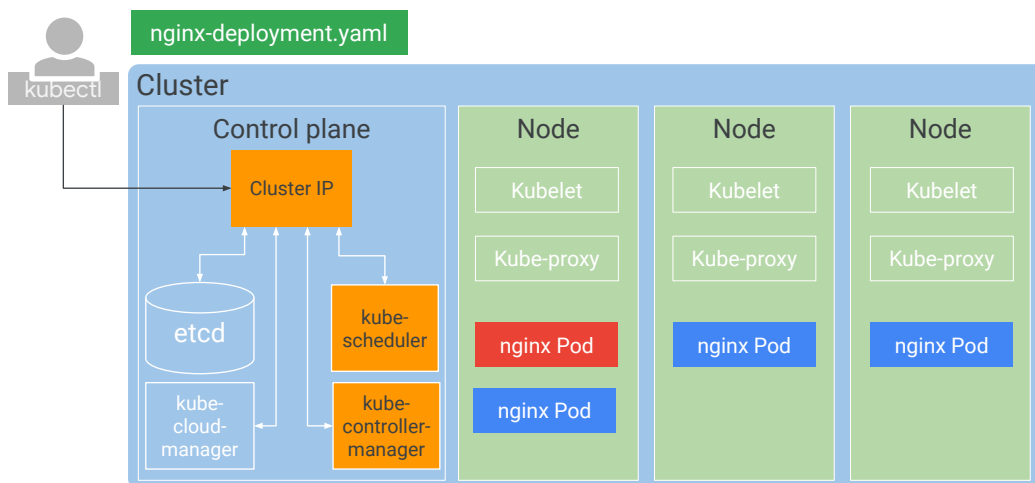 nginx-deployment.yaml
kubectl
Cluster
Control plane
Cluster IP
etcd
kube-
scheduler
kube-
cloud-
manager
kube-
controller-
manager
Node
Kubelet
Kube-proxy
nginx Pod
nginx Pod
Node
Kubelet
Kube-proxy
nginx Pod
Node
Kubelet
Kube-proxy
nginx Pod